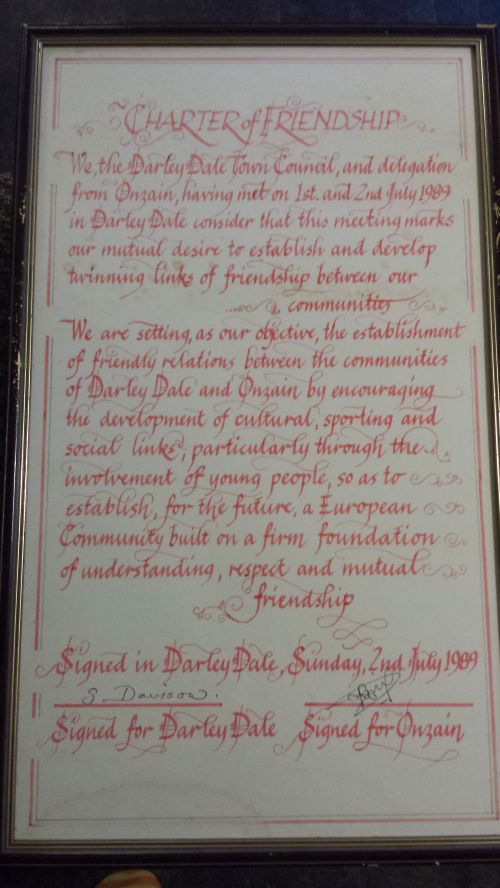 CHARTER of FRIENDSHIP
We, the Darley Dale Town Council, and delegation
from Onzain, having met on 1st. and 2nd July 1989
in Darley Dale consider that this meeting marks
our mutual desire to establish and develop
twinning links of friendship between our
communities
We are setting, as our objective, the establishment
of friendly relations between the communities
of Darley Dale and Onzain by encouraging
the development of cultural, sporting and
social links, particularly through the
involvement of young people, so as to
establish, for the future, a European
Community built on a firm foundation
of understanding, respect and mutual
friendship
Signed in Darley Dale, Sunday, 2nd July 1989
S. Davison.
Signed for Darley Dale Signed for Onzain